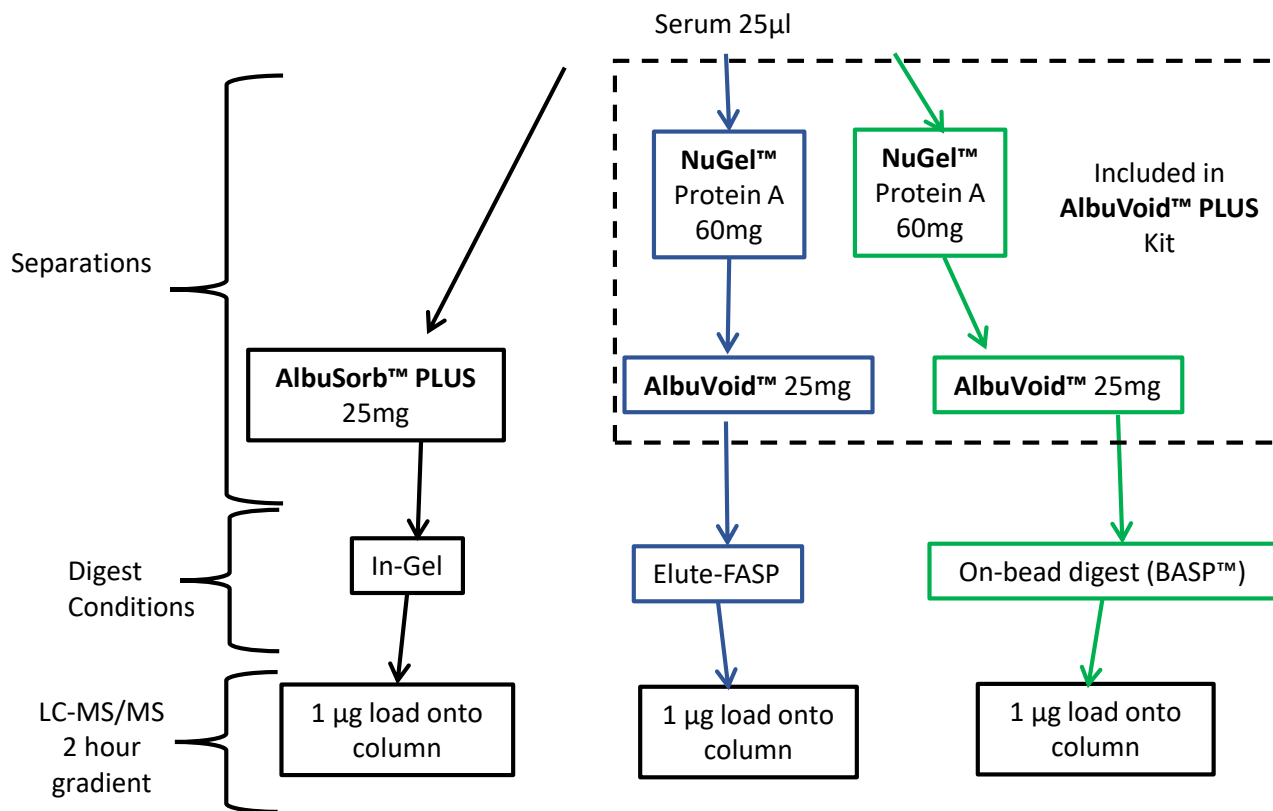 Serum 25µl
NuGel™
Protein A
60mg
NuGel™
Protein A
60mg
Included in
AlbuVoid™ PLUS
Kit
Separations
AlbuSorb™ PLUS
25mg
AlbuVoid™ 25mg
AlbuVoid™ 25mg
Digest
Conditions
In-Gel
Elute-FASP
On-bead digest (BASP™)
LC-MS/MS
2 hour
gradient
1 µg load onto
column
1 µg load onto
column
1 µg load onto
column